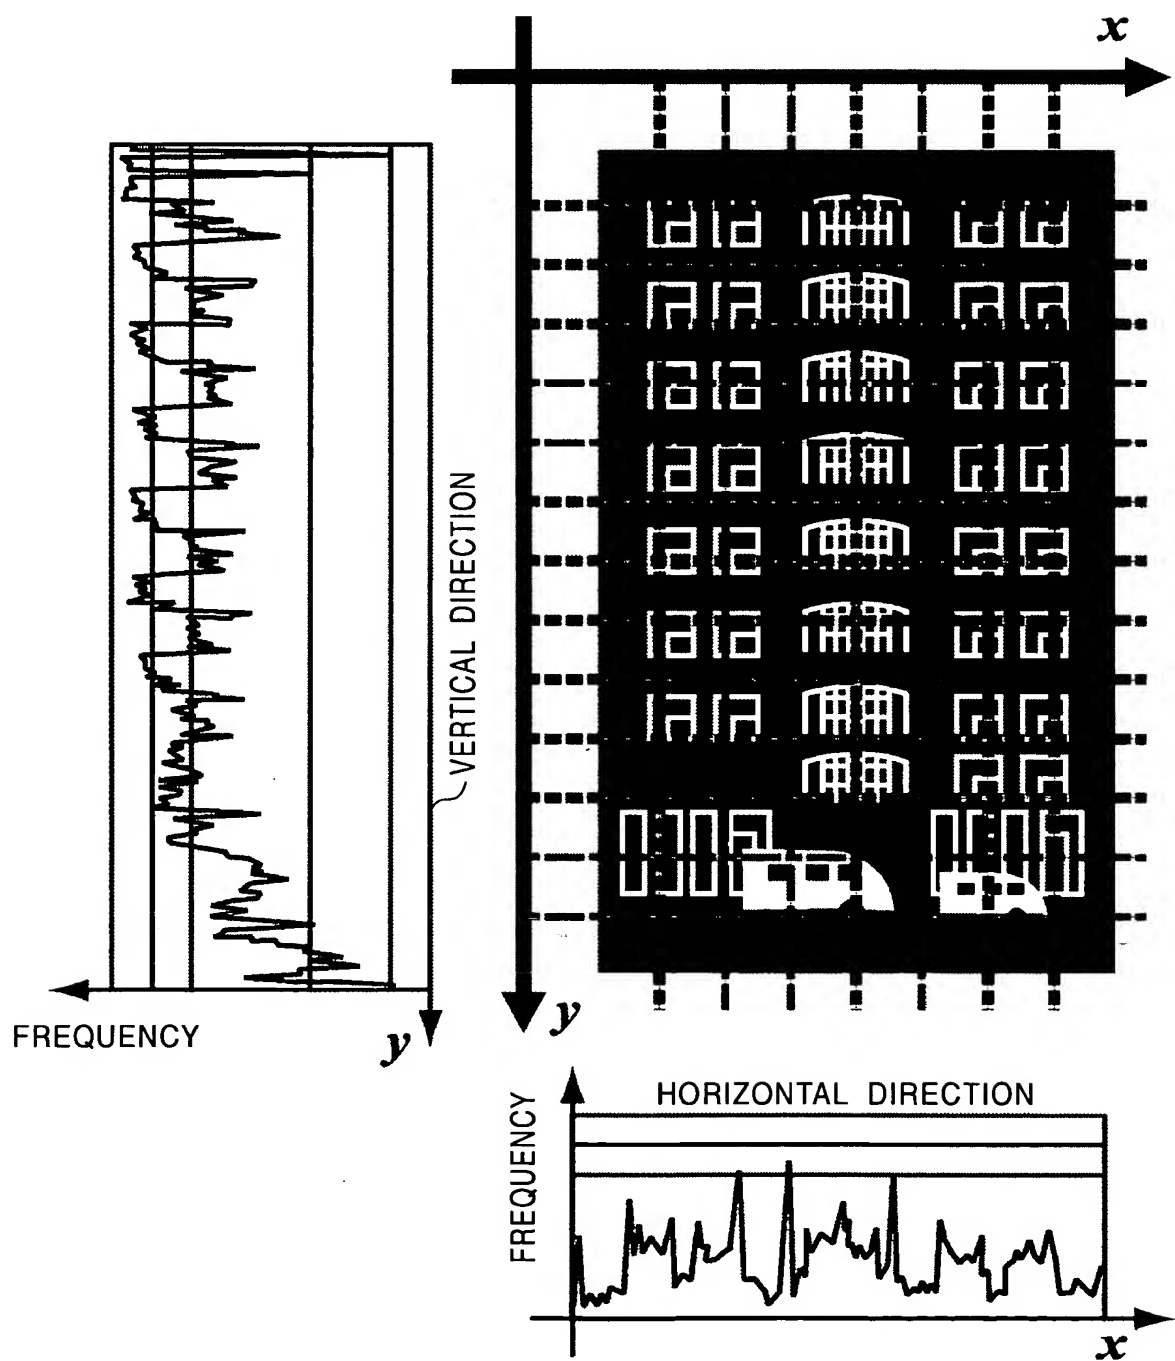 x
VERTICAL DIRECTION
FREQUENCY
y
y
HORIZONTAL DIRECTION
FREQUENCY
x